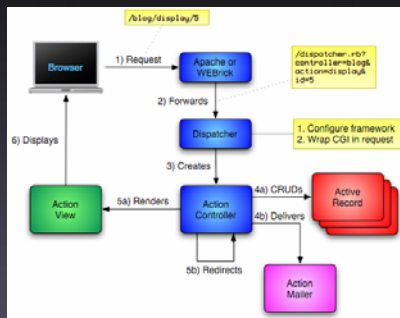 /blog/display/5
Browser
1) Request
Apache or
WEBrick
/dispatcher.rb?
controller=blog&
action=display&
id=5
2) Forwards
Dispatcher
1. Configure framework
2. Wrap CGI in request
6) Displays
3) Creates
Action
View
5a) Renders
Action
Controller
4a) CRUDs
4b) Delivers
Active
Record
5b) Redirects
Action
Mailer